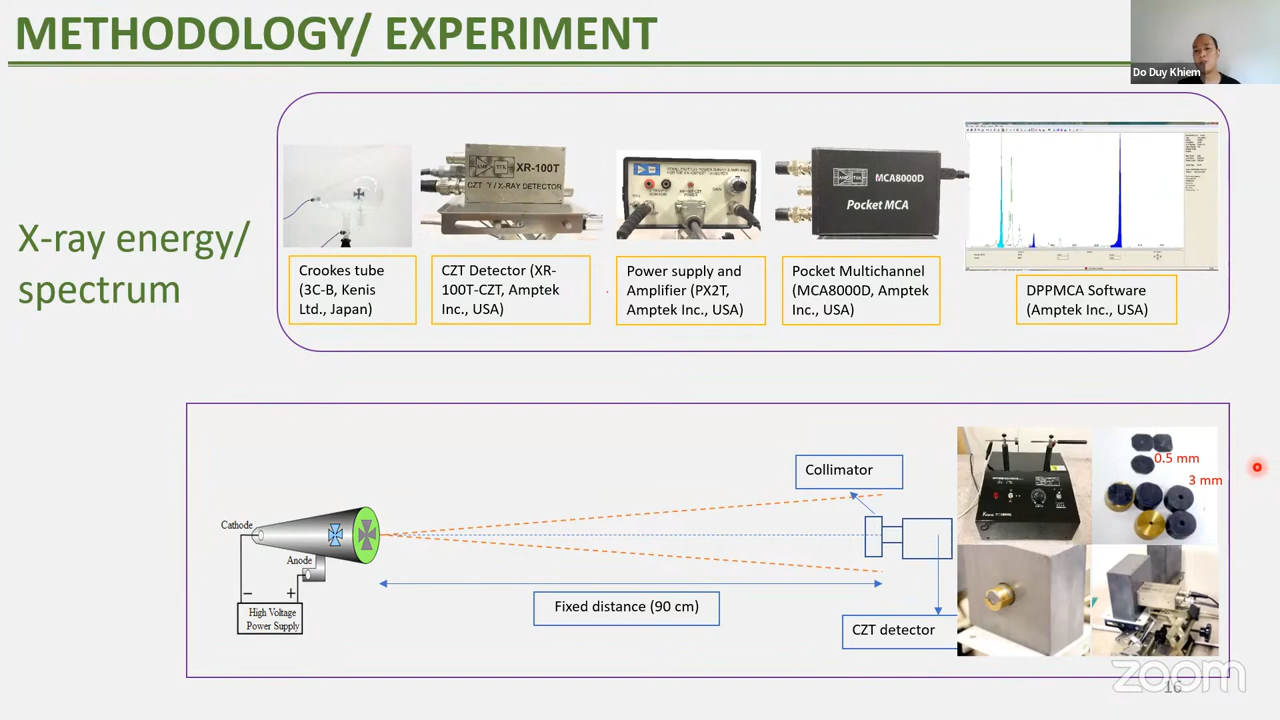 METHODOLOGY/ EXPERIMENT
Do Duy Khiem
X-ray energy/
spectrum
XR-100T
CZT γ/X-RAY DETECTOR
MCA8000D
Pocket MCA
Crookes tube
(3C-B, Kenis
Ltd., Japan)
CZT Detector (XR-
100T-CZT, Amptek
Inc., USA)
Power supply and
Amplifier (PX2T,
Amptek Inc., USA)
Pocket Multichannel
(MCA8000D, Amptek
Inc., USA)
DPPMCA Software
(Amptek Inc., USA)
Collimator
0.5 mm
3 mm
Cathode
Anode
− +
High Voltage
Power Supply
Fixed distance (90 cm)
CZT detector
zoom
16